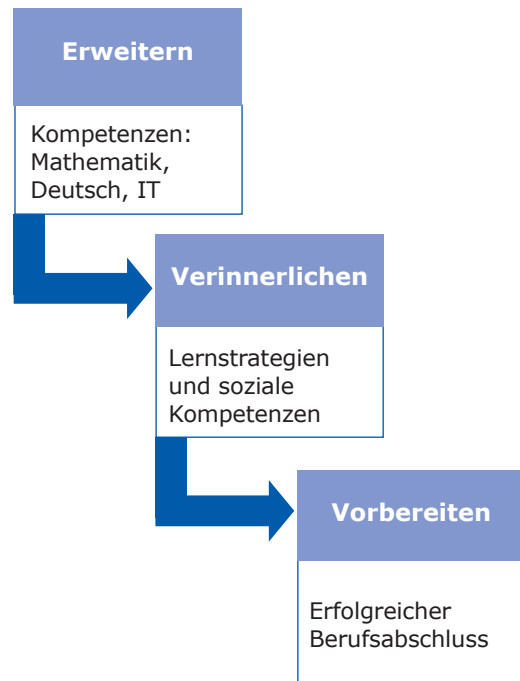 Erweitern
Kompetenzen:
Mathematik,
Deutsch, IT
Verinnerlichen
Lernstrategien
und soziale
Kompetenzen
Vorbereiten
Erfolgreicher
Berufsabschluss